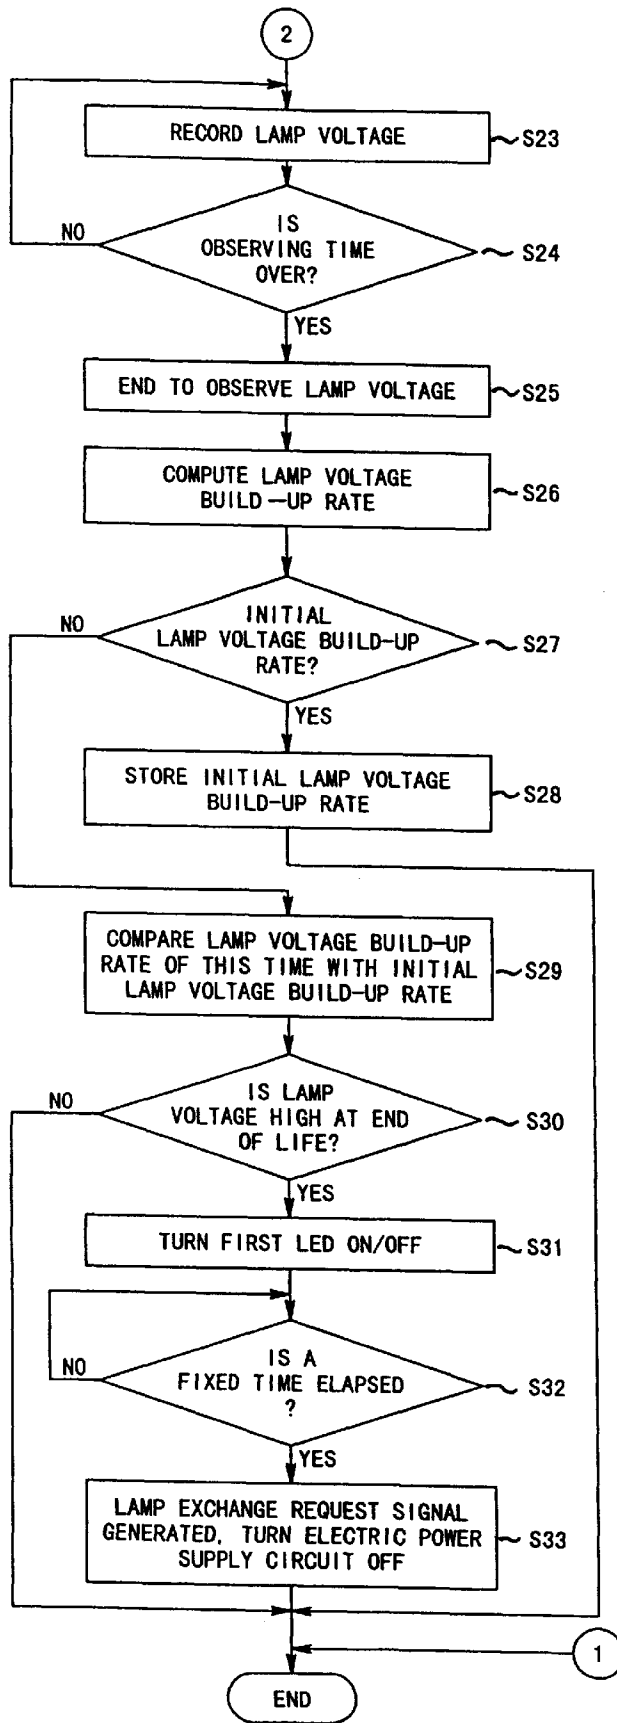 2
RECORD LAMP VOLTAGE
S23
IS
OBSERVING TIME
OVER?
NO
S24
YES
END TO OBSERVE LAMP VOLTAGE
S25
COMPUTE LAMP VOLTAGE
BUILD-UP RATE
S26
INITIAL
LAMP VOLTAGE BUILD-UP
RATE?
NO
S27
YES
STORE INITIAL LAMP VOLTAGE
BUILD-UP RATE
S28
COMPARE LAMP VOLTAGE BUILD-UP
RATE OF THIS TIME WITH INITIAL
LAMP VOLTAGE BUILD-UP RATE
S29
IS LAMP
VOLTAGE HIGH AT END
OF LIFE?
NO
S30
YES
TURN FIRST LED ON/OFF
S31
IS A
FIXED TIME ELAPSED
?
NO
S32
YES
LAMP EXCHANGE REQUEST SIGNAL
GENERATED, TURN ELECTRIC POWER
SUPPLY CIRCUIT OFF
S33
1
END